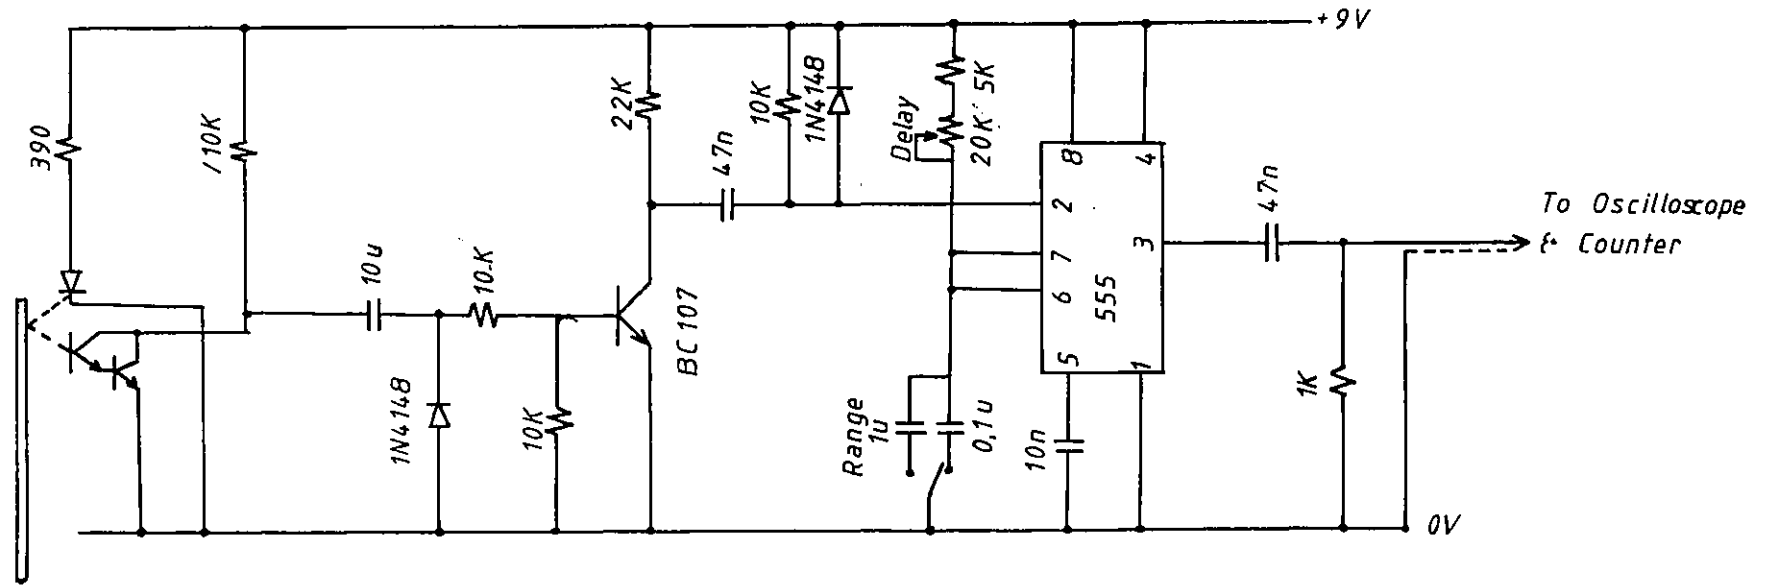 +9V
390
/10K
22K
10K
1N4148
5K
20K
Delay
47n
8
4
2
7
3
6
555
5
1
47n
To Oscilloscope
& Counter
10u
10K
BC107
1N4148
10K
Range
1u
0,1u
10n
1K
0V